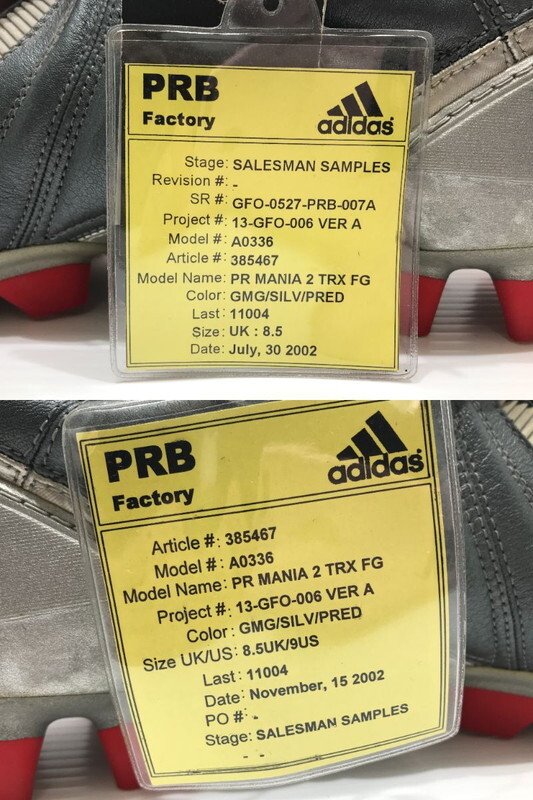 PRB
Factory
adidas
Stage: SALESMAN SAMPLES
Revision #: -
SR #: GFO-0527-PRB-007A
Project #: 13-GFO-006 VER A
Model #: A0336
Article #: 385467
Model Name: PR MANIA 2 TRX FG
Color: GMG/SILV/PRED
Last: 11004
Size: UK : 8.5
Date: July, 30 2002
PRB
Factory
adidas
Article #: 385467
Model #: A0336
Model Name: PR MANIA 2 TRX FG
Project #: 13-GFO-006 VER A
Color : GMG/SILV/PRED
Size UK/US: 8.5UK/9US
Last : 11004
Date: November, 15 2002
PO #: -
Stage: SALESMAN SAMPLES
- -